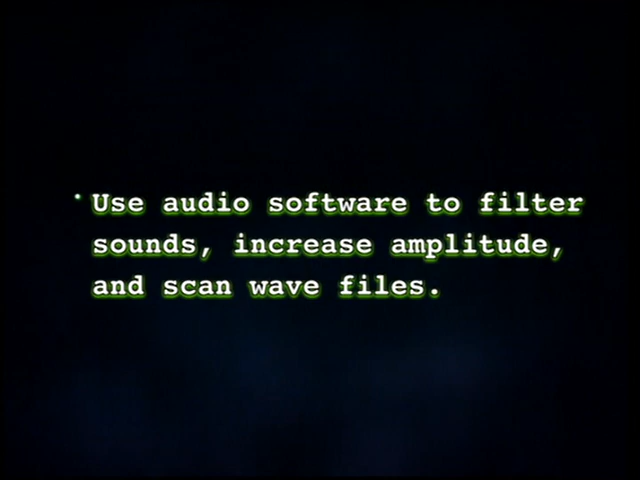 · Use audio software to filter
sounds, increase amplitude,
and scan wave files.